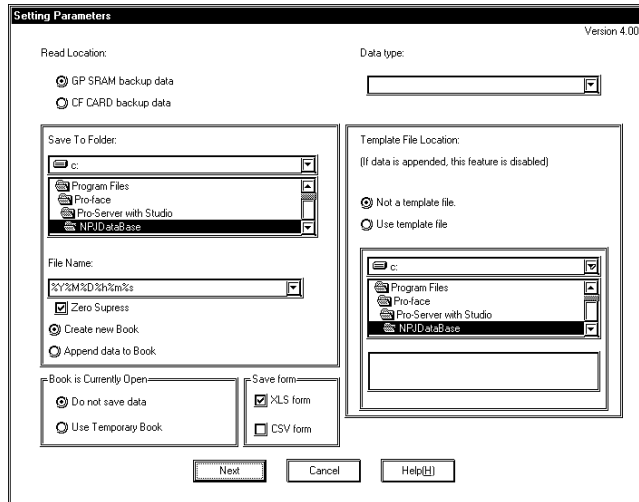 Setting Parameters
Version 4.00
Read Location:
GP SRAM backup data
CF CARD backup data
Data type:
Save To Folder:
c:
Program Files
Pro-face
Pro-Server with Studio
NPJDataBase
File Name:
%Y%M%D%h%m%s
Zero Supress
Create new Book
Append data to Book
Template File Location:
(If data is appended, this feature is disabled)
Not a template file.
Use template file
c:
Program Files
Pro-face
Pro-Server with Studio
NPJDataBase
Book is Currently Open
Do not save data
Use Temporary Book
Save form
XLS form
CSV form
Next
Cancel
Help(H)